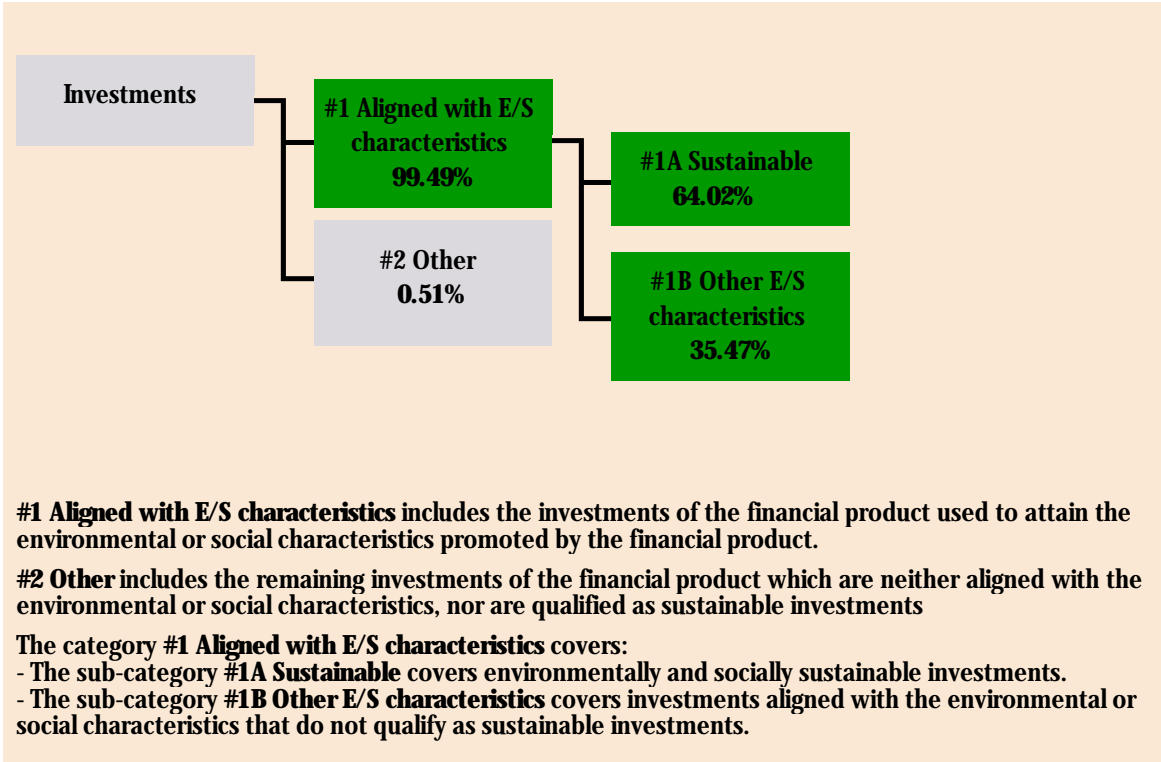 Investments
#1 Aligned with E/S
characteristics
99.49%
#1A Sustainable
64.02%
#2 Other
0.51%
#1B Other E/S
characteristics
35.47%
#1 Aligned with E/S characteristics includes the investments of the financial product used to attain the
environmental or social characteristics promoted by the financial product.
#2 Other includes the remaining investments of the financial product which are neither aligned with the
environmental or social characteristics, nor are qualified as sustainable investments
The category #1 Aligned with E/S characteristics covers:
- The sub-category #1A Sustainable covers environmentally and socially sustainable investments.
- The sub-category #1B Other E/S characteristics covers investments aligned with the environmental or
social characteristics that do not qualify as sustainable investments.